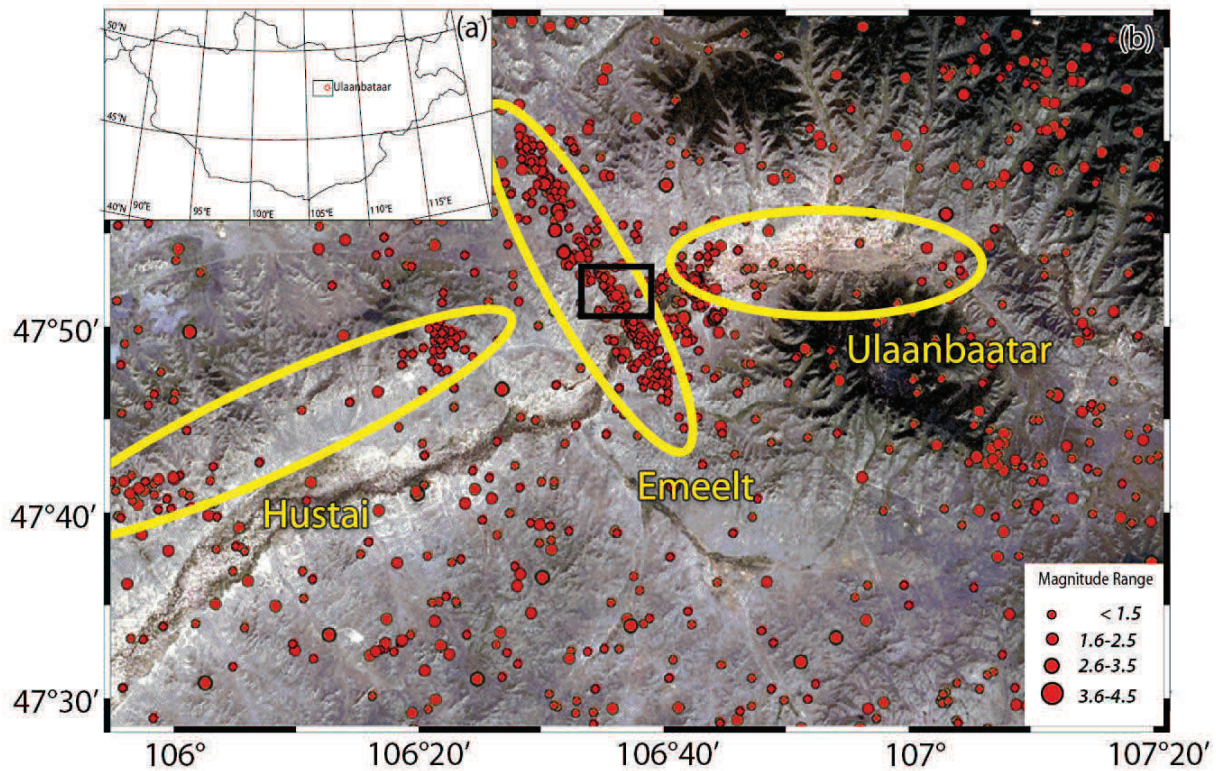 (a)
50°N
45°N
40°N
90°E
95°E
100°E
105°E
110°E
115°E
Ulaanbataar
(b)
47°50′
47°40′
47°30′
Ulaanbaatar
Emeelt
Hustai
Magnitude Range
< 1.5
1.6-2.5
2.6-3.5
3.6-4.5
106°
106°20′
106°40′
107°
107°20′